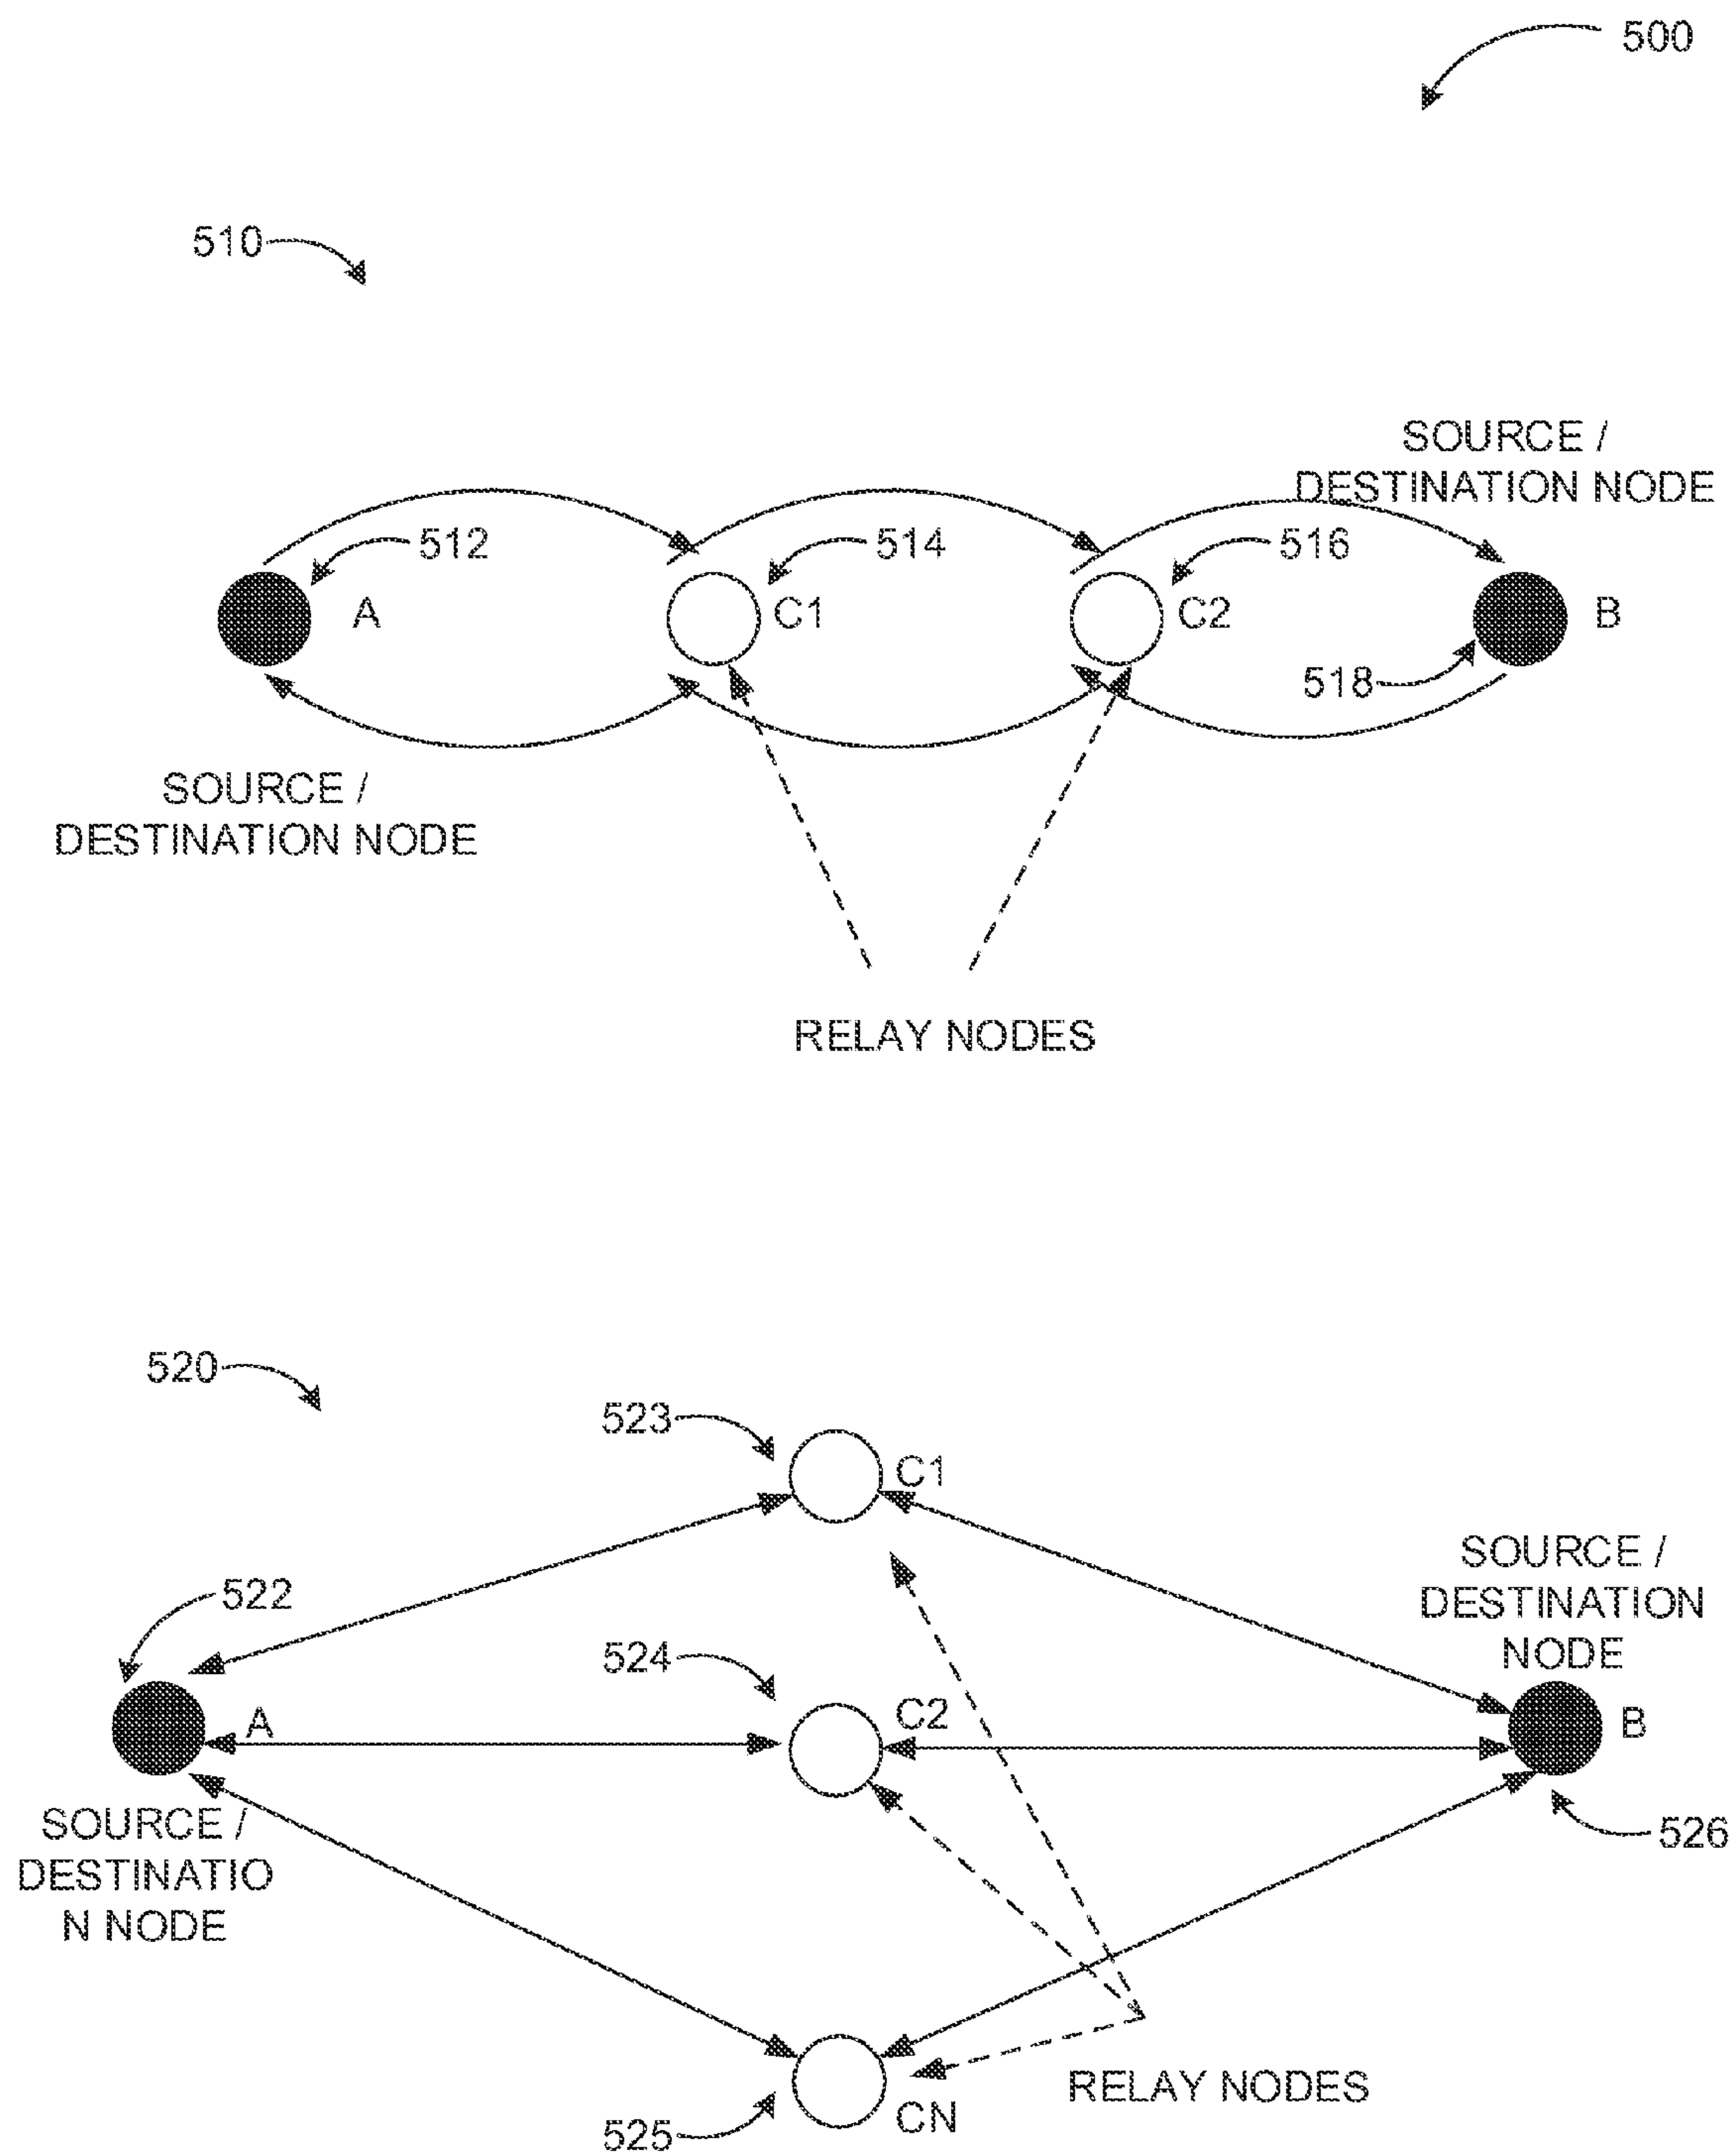 500
510
SOURCE /
DESTINATION NODE
512
514
516
A
C1
C2
B
518
SOURCE /
DESTINATION NODE
RELAY NODES
520
523
C1
SOURCE /
DESTINATION
NODE
522
524
C2
A
B
SOURCE /
DESTINATIO
N NODE
526
RELAY NODES
CN
525